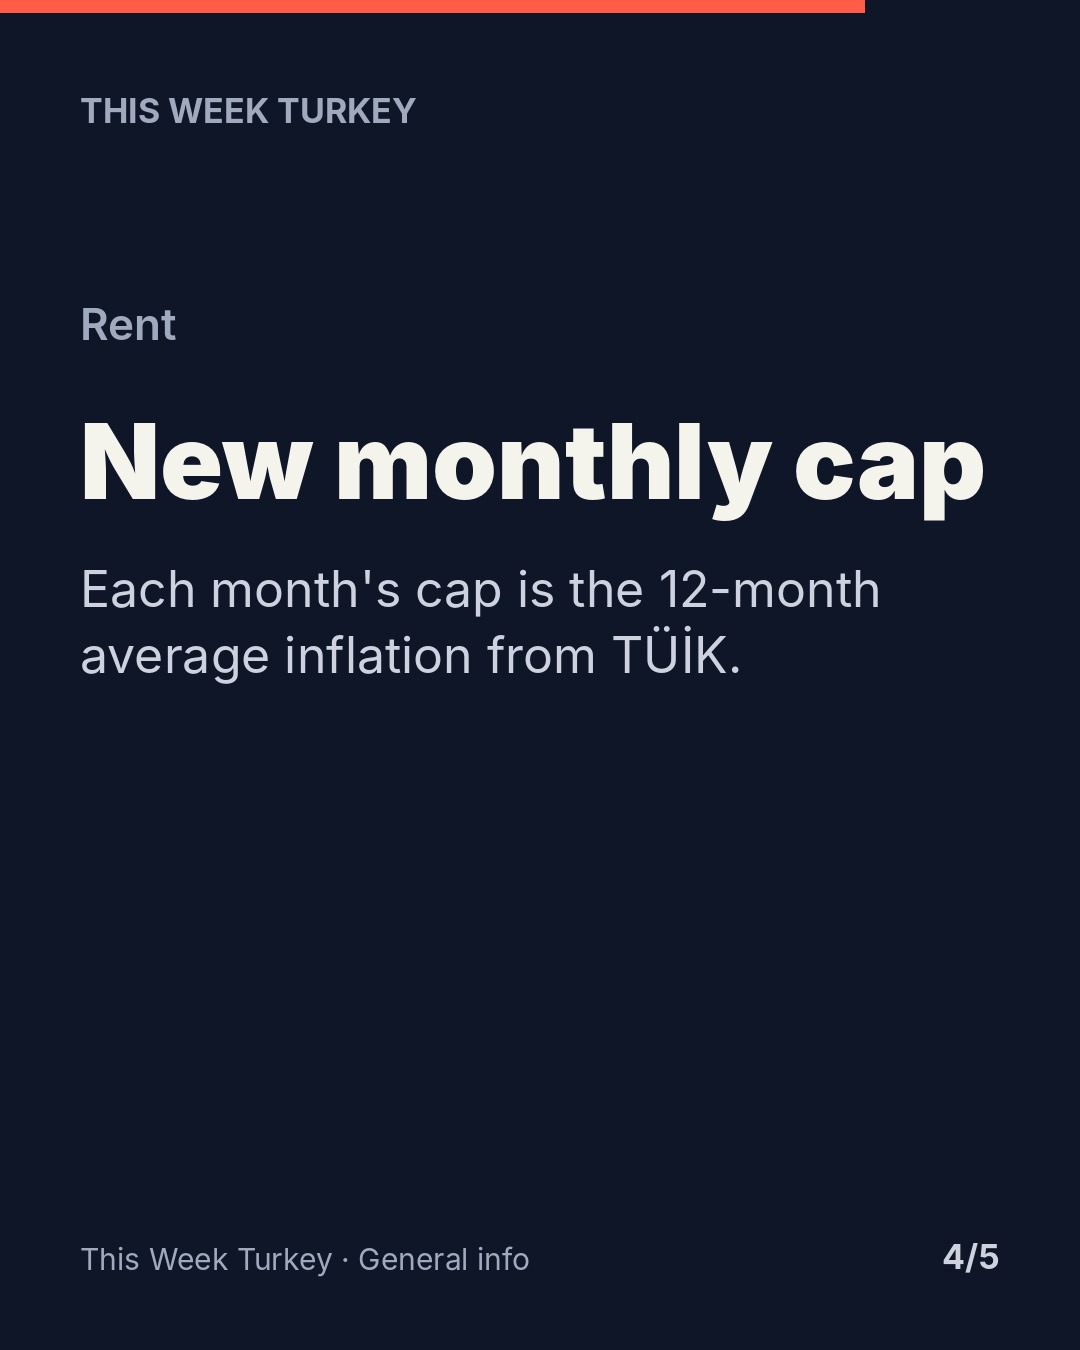 THIS WEEK TURKEY
Rent
New monthly cap
Each month's cap is the 12-month
average inflation from TÜİK.
This Week Turkey · General info
4/5